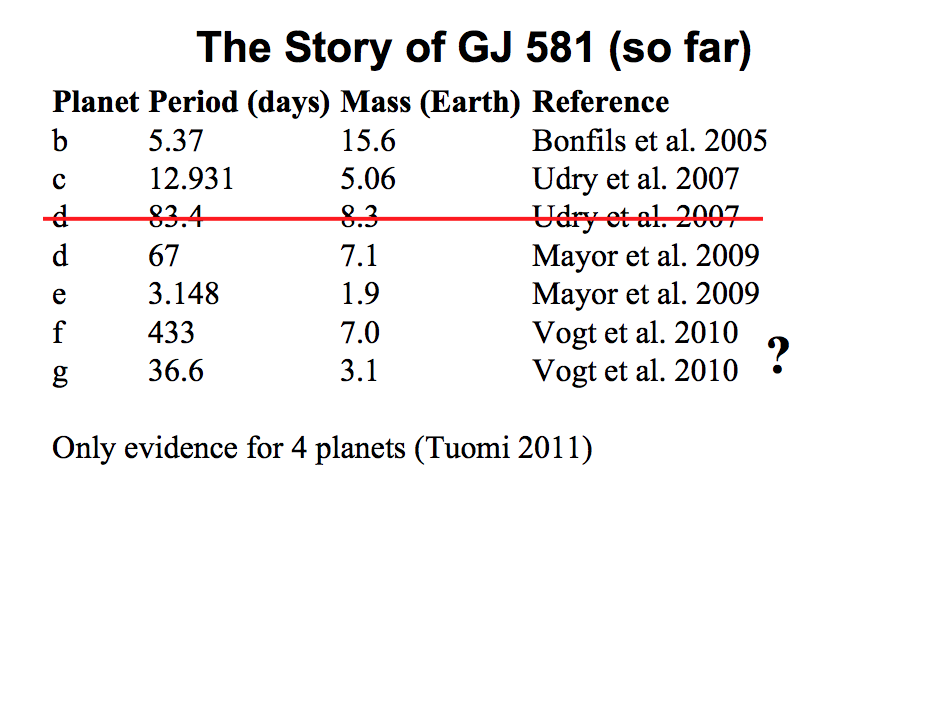 The Story of GJ 581 (so far)
Planet Period (days) Mass (Earth) Reference
b 5.37 15.6 Bonfils et al. 2005
c 12.931 5.06 Udry et al. 2007
d 83.4 8.3 Udry et al. 2007
d 67 7.1 Mayor et al. 2009
e 3.148 1.9 Mayor et al. 2009
f 433 7.0 Vogt et al. 2010
?
g 36.6 3.1 Vogt et al. 2010
Only evidence for 4 planets (Tuomi 2011)